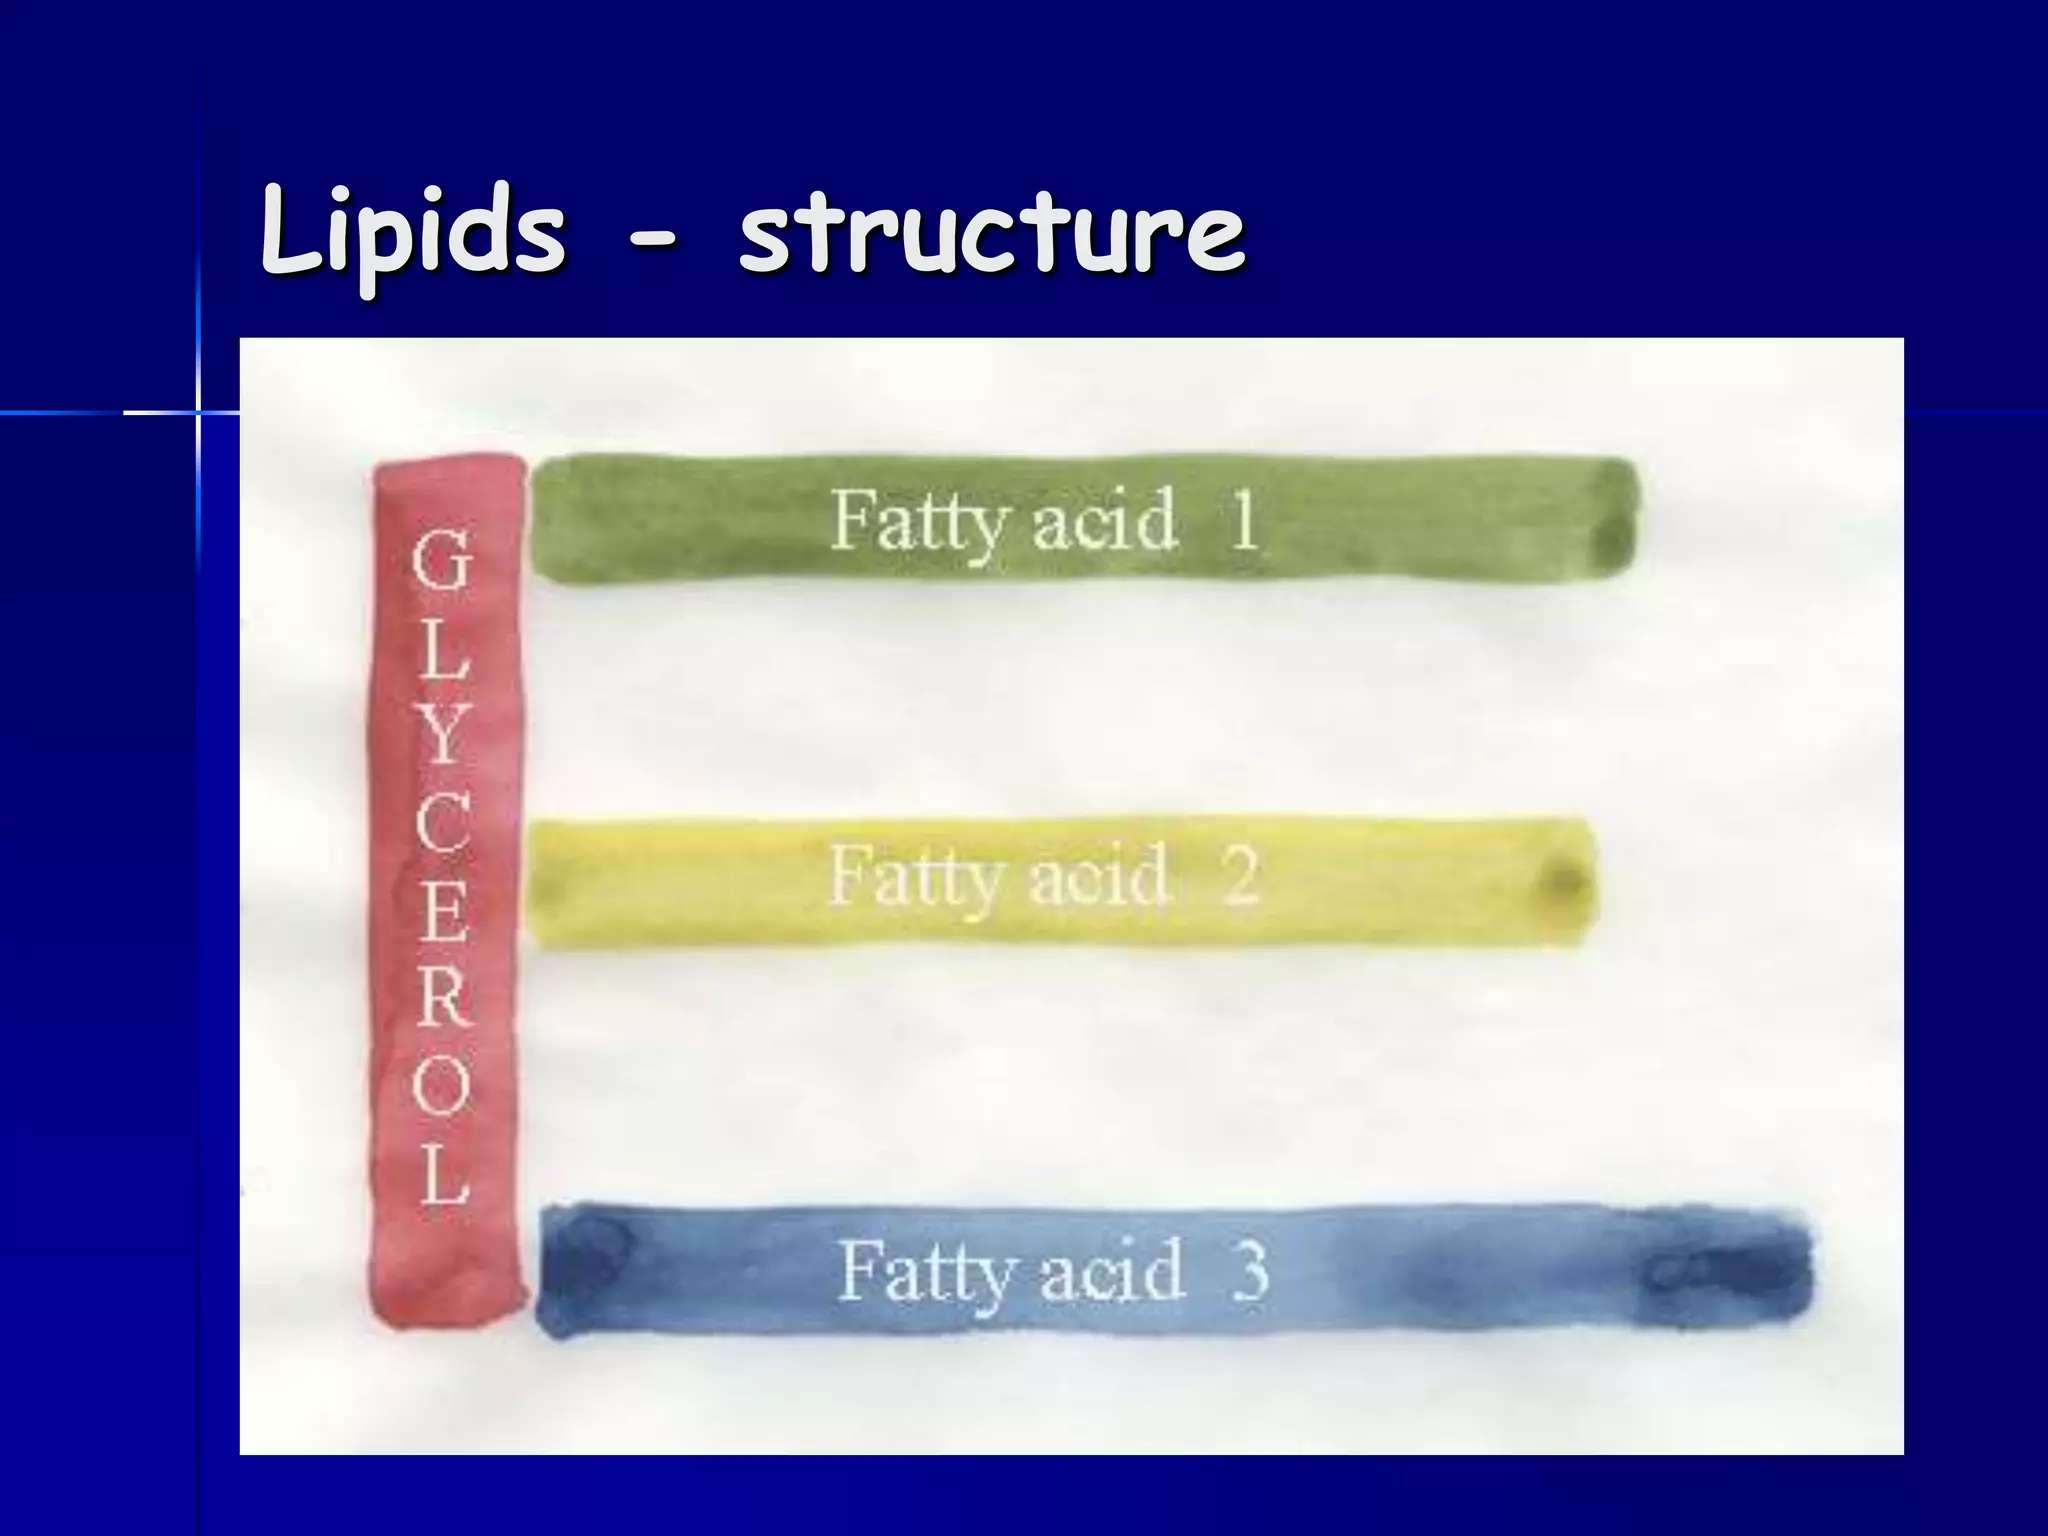 Lipids - structure
GLYCEROL
Fatty acid 1
Fatty acid 2
Fatty acid 3